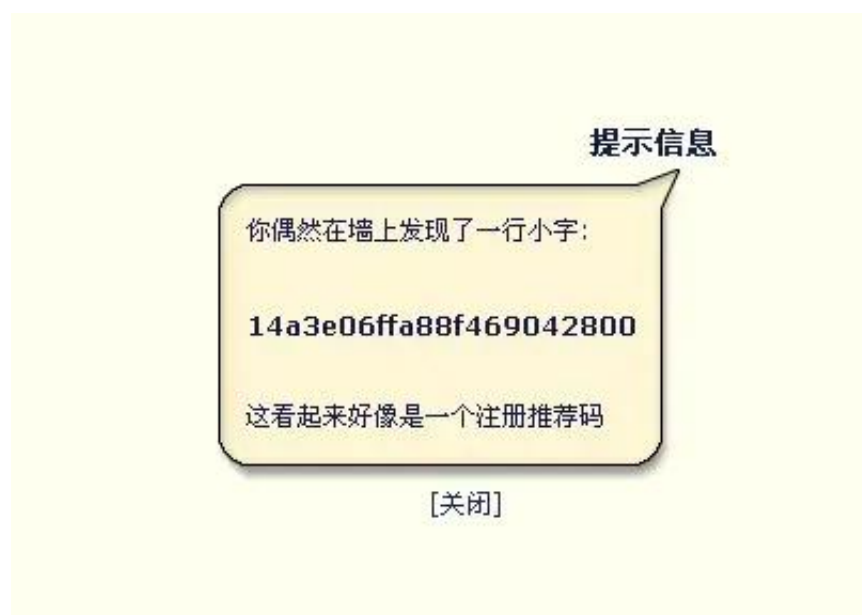 提示信息
你偶然在墙上发现了一行小字:
14a3e06ffa88f469042800
这看起来好像是一个注册推荐码
[关闭]